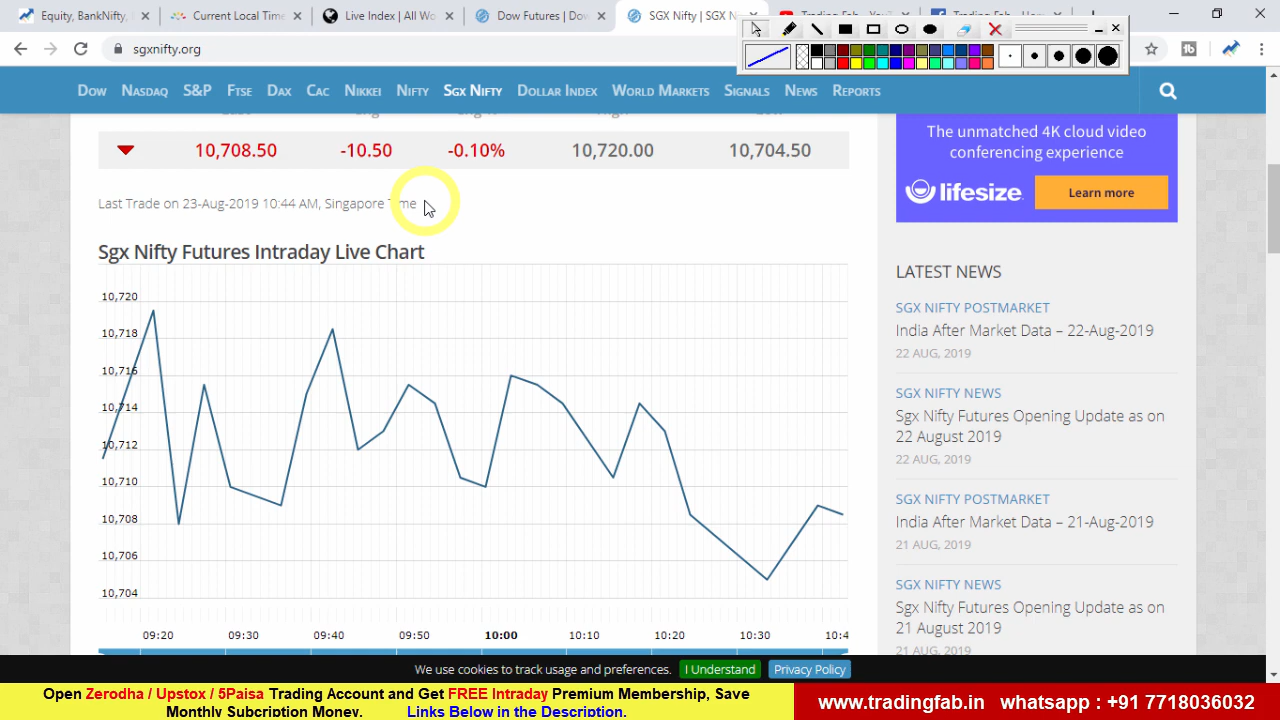 Equity, BankNifty,
Current Local Time
Live Index | All Wo
Dow Futures | Dow
SGX Nifty | SGX N
sgxnifty.org
Dow Nasdaq S&P Ftse Dax Cac Nikkei Nifty Sgx Nifty Dollar Index World Markets Signals News Reports
10,708.50 -10.50 -0.10% 10,720.00 10,704.50
Last Trade on 23-Aug-2019 10:44 AM, Singapore Time
Sgx Nifty Futures Intraday Live Chart
10,720
10,718
10,716
10,714
10,712
10,710
10,708
10,706
10,704
09:20 09:30 09:40 09:50 10:00 10:10 10:20 10:30 10:4
The unmatched 4K cloud video
conferencing experience
lifesize
Learn more
LATEST NEWS
SGX NIFTY POSTMARKET
India After Market Data – 22-Aug-2019
22 AUG, 2019
SGX NIFTY NEWS
Sgx Nifty Futures Opening Update as on
22 August 2019
22 AUG, 2019
SGX NIFTY POSTMARKET
India After Market Data – 21-Aug-2019
21 AUG, 2019
SGX NIFTY NEWS
Sgx Nifty Futures Opening Update as on
21 August 2019
21 AUG, 2019
We use cookies to track usage and preferences. I Understand Privacy Policy
Open Zerodha / Upstox / 5Paisa Trading Account and Get FREE Intraday Premium Membership, Save
Monthly Subcription Money. Links Below in the Description.
www.tradingfab.in whatsapp : +91 7718036032